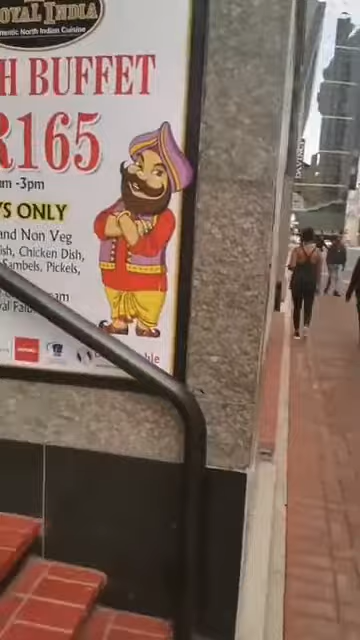 OYAL INDIA
hentic North Indian Cuisine
H BUFFET
R165
am -3pm
YS ONLY
and Non Veg
ish, Chicken Dish,
Sambels, Pickels,